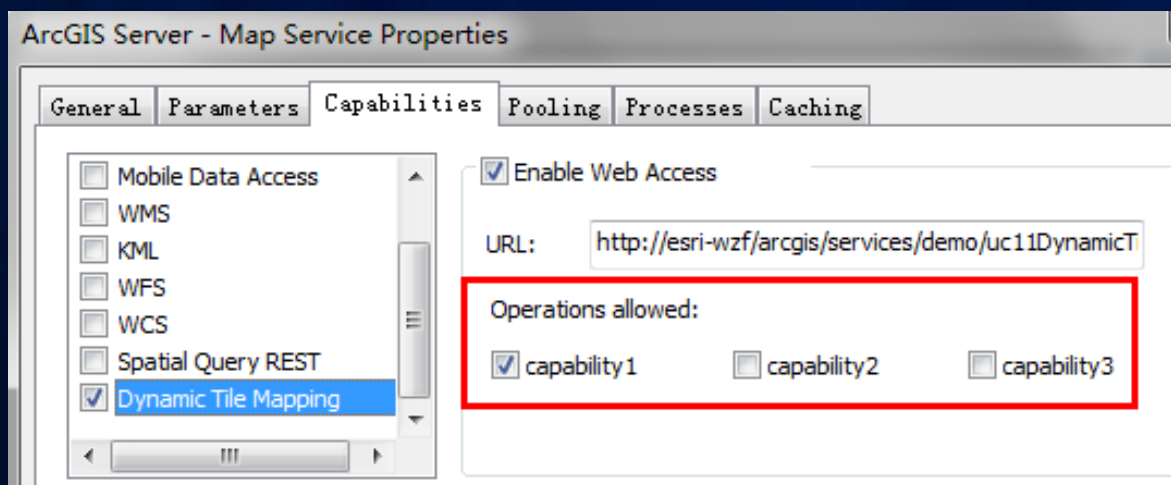 ArcGIS Server - Map Service Properties
General Parameters Capabilities Pooling Processes Caching
Mobile Data Access
WMS
KML
WFS
WCS
Spatial Query REST
Dynamic Tile Mapping
Enable Web Access
URL: http://esri-wzf/arcgis/services/demo/uc11DynamicT
Operations allowed:
capability1 capability2 capability3